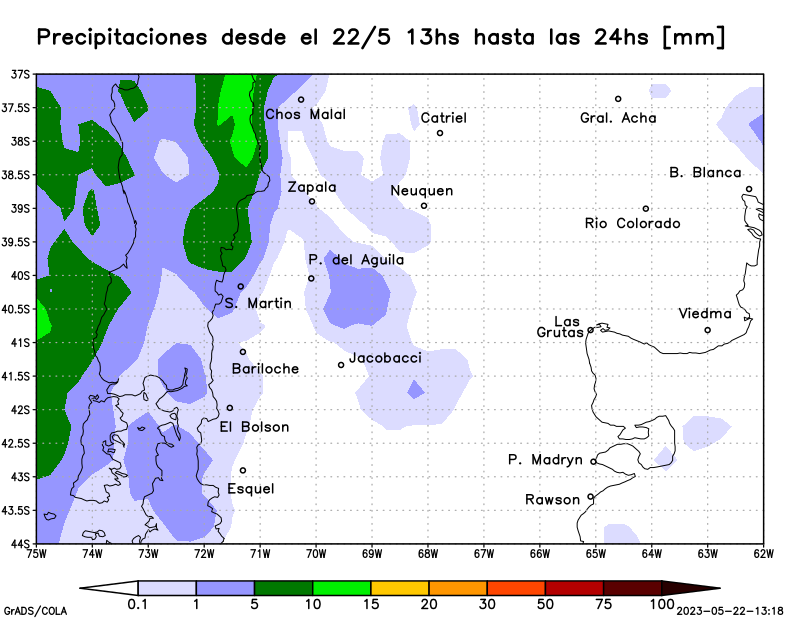 Precipitaciones desde el 22/5 13hs hasta las 24hs [mm]
37S
37.5S
38S
38.5S
39S
39.5S
40S
40.5S
41S
41.5S
42S
42.5S
43S
43.5S
44S
Chos Malal
Catriel
Gral. Acha
B. Blanca
Zapala
Neuquen
Rio Colorado
P. del Aguila
S. Martin
Viedma
Las
Grutas
Jacobacci
Bariloche
El Bolson
P. Madryn
Esquel
Rawson
75W 74W 73W 72W 71W 70W 69W 68W 67W 66W 65W 64W 63W 62W
0.1 1 5 10 15 20 30 50 75 100
GrADS/COLA
2023-05-22-13:18